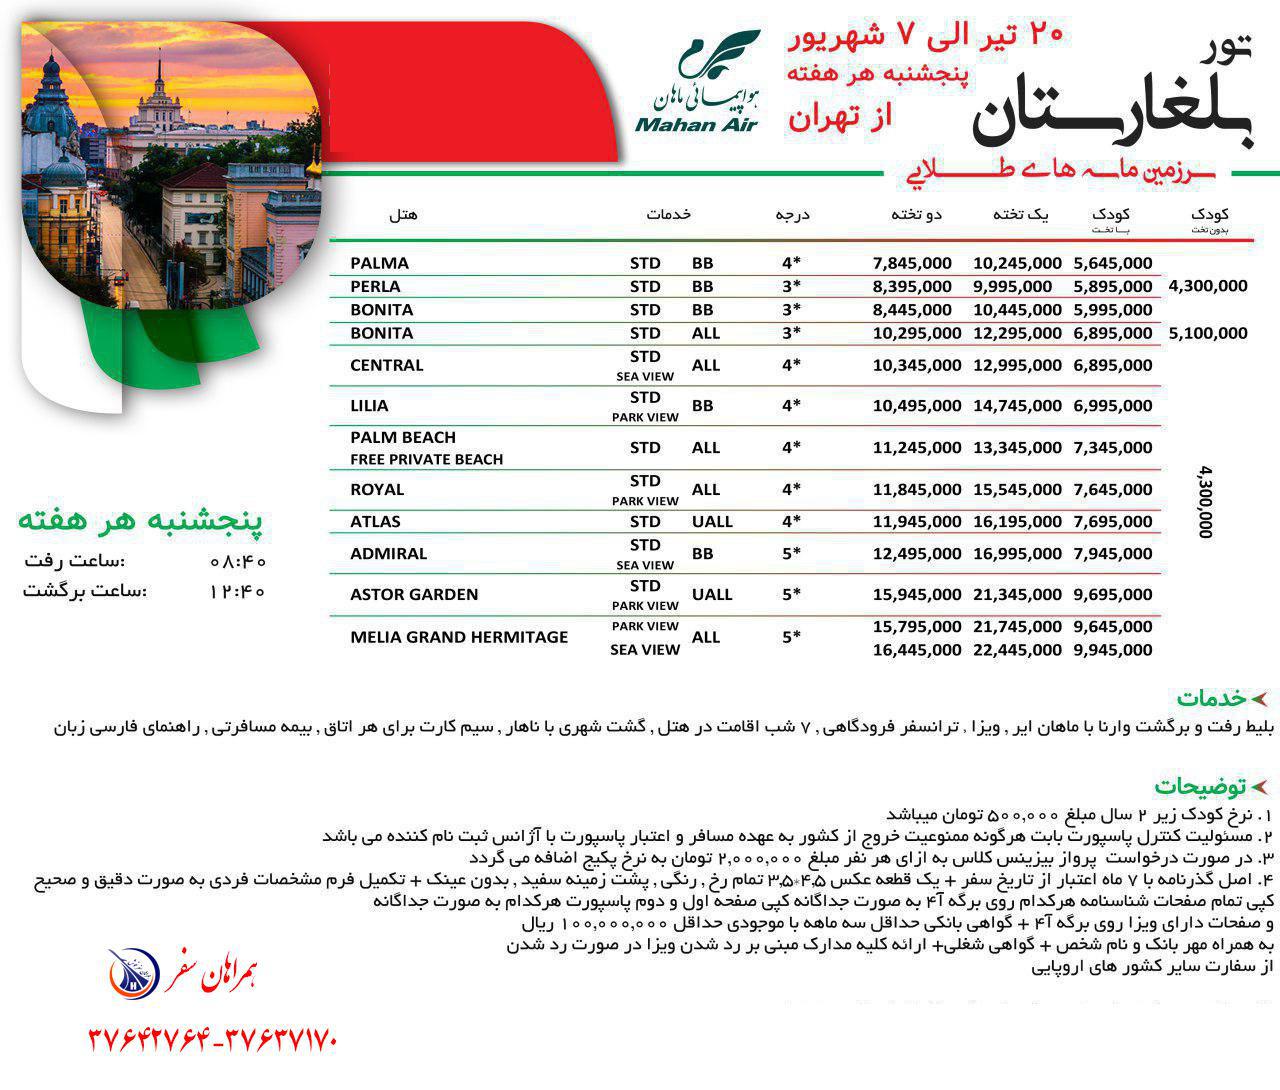 تور
بلغارستان
سرزمین ماسه های طلایی
۲۰ تیر الی ۷ شهریور
پنجشنبه هر هفته
از تهران
هواپیمائی ماهان
Mahan Air
هتل خدمات درجه دو تخته یک تخته کودک با تخت کودک بدون تخت
PALMA STD BB 4* 7,845,000 10,245,000 5,645,000
PERLA STD BB 3* 8,395,000 9,995,000 5,895,000 4,300,000
BONITA STD BB 3* 8,445,000 10,445,000 5,995,000
BONITA STD ALL 3* 10,295,000 12,295,000 6,895,000 5,100,000
CENTRAL STD SEA VIEW ALL 4* 10,345,000 12,995,000 6,895,000
LILIA STD PARK VIEW BB 4* 10,495,000 14,745,000 6,995,000
PALM BEACH
FREE PRIVATE BEACH STD ALL 4* 11,245,000 13,345,000 7,345,000
ROYAL STD PARK VIEW ALL 4* 11,845,000 15,545,000 7,645,000
4,300,000
ATLAS STD UALL 4* 11,945,000 16,195,000 7,695,000
ADMIRAL STD SEA VIEW BB 5* 12,495,000 16,995,000 7,945,000
ASTOR GARDEN STD PARK VIEW UALL 5* 15,945,000 21,345,000 9,695,000
MELIA GRAND HERMITAGE PARK VIEW ALL 5* 15,795,000 21,745,000 9,645,000
SEA VIEW 16,445,000 22,445,000 9,945,000
پنجشنبه هر هفته
ساعت رفت: ۰۸:۴۰
ساعت برگشت: ۱۲:۴۰
خدمات
بلیط رفت و برگشت وارنا با ماهان ایر , ویزا , ترانسفر فرودگاهی , ۷ شب اقامت در هتل , گشت شهری با ناهار , سیم کارت برای هر اتاق , بیمه مسافرتی , راهنمای فارسی زبان
توضیحات
۱. نرخ کودک زیر ۲ سال مبلغ ۵۰۰,۰۰۰ تومان میباشد
۲. مسئولیت کنترل پاسپورت بابت هرگونه ممنوعیت خروج از کشور به عهده مسافر و اعتبار پاسپورت با آژانس ثبت نام کننده می باشد
۳. در صورت درخواست پرواز بیزینس کلاس به ازای هر نفر مبلغ ۲,۰۰۰,۰۰۰ تومان به نرخ پکیج اضافه می گردد
۴. اصل گذرنامه با ۷ ماه اعتبار از تاریخ سفر + یک قطعه عکس ۳,۵*۴,۵ تمام رخ , رنگی , پشت زمینه سفید , بدون عینک + تکمیل فرم مشخصات فردی به صورت دقیق و صحیح
کپی تمام صفحات شناسنامه هرکدام روی برگه آ۴ به صورت جداگانه کپی صفحه اول و دوم پاسپورت هرکدام به صورت جداگانه
و صفحات دارای ویزا روی برگه آ۴ + گواهی بانکی حداقل سه ماهه با موجودی حداقل ۱۰۰,۰۰۰,۰۰۰ ریال
به همراه مهر بانک و نام شخص + گواهی شغلی+ ارائه کلیه مدارک مبنی بر رد شدن ویزا در صورت رد شدن
از سفارت سایر کشور های اروپایی
همراهان سفر
۳۷۶۴۲۷۶۴-۳۷۶۳۷۱۷۰